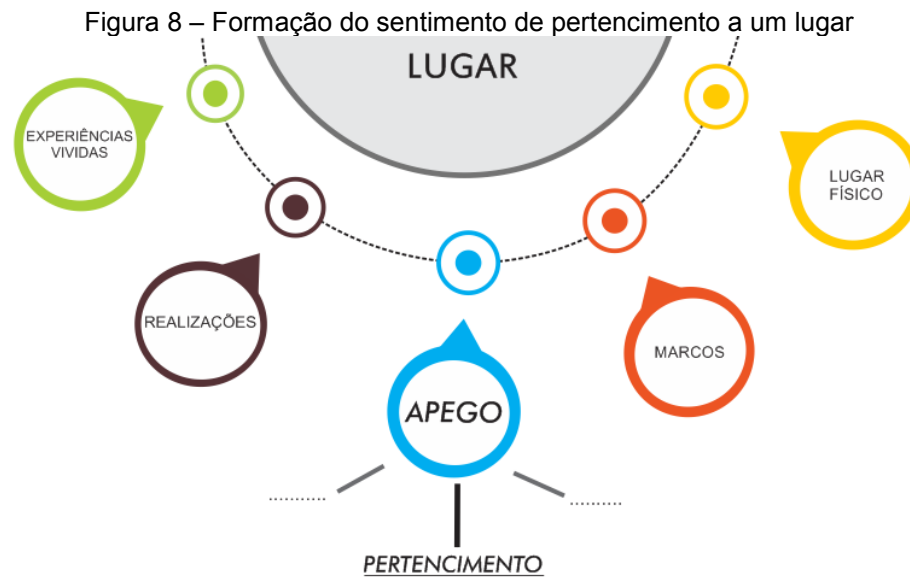 Figura 8 – Formação do sentimento de pertencimento a um lugar
LUGAR
EXPERIÊNCIAS
VIVIDAS
LUGAR
FÍSICO
REALIZAÇÕES
MARCOS
APEGO
...........
...........
PERTENCIMENTO